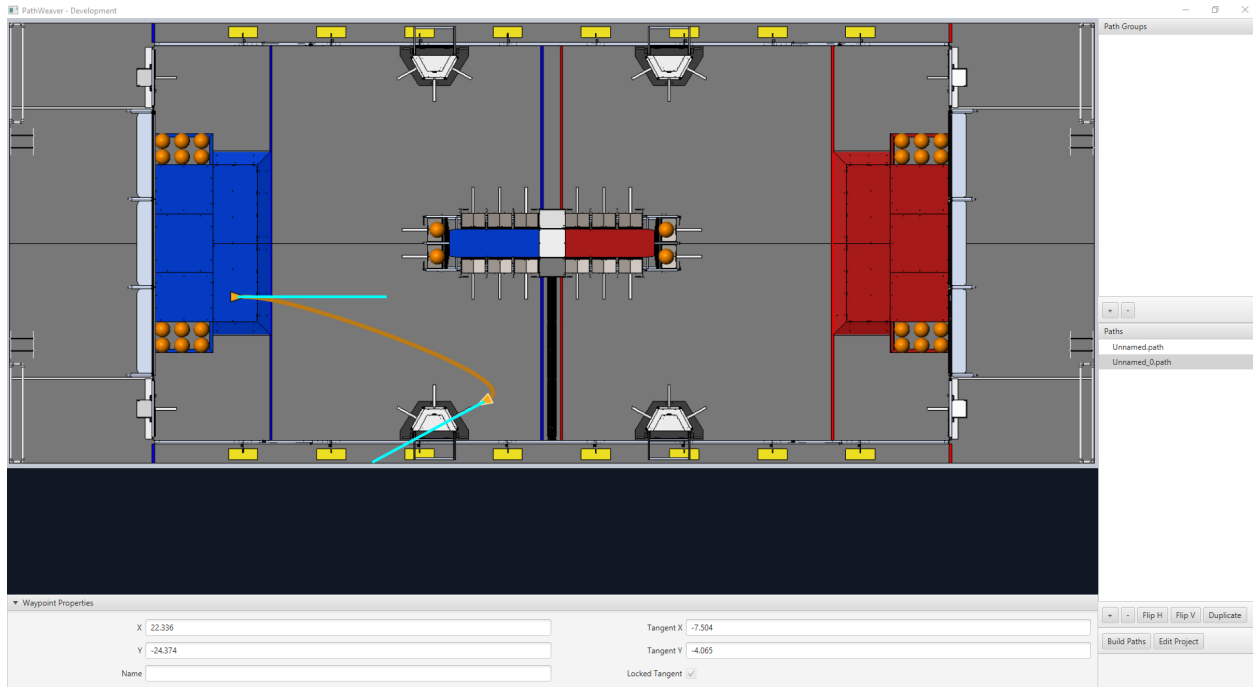 PathWeaver - Development
Path Groups
+ -
Paths
Unnamed.path
Unnamed_0.path
Waypoint Properties
X 22.336 Tangent X -7.504
Y -24.374 Tangent Y -4.065
Name Locked Tangent
+ - Flip H Flip V Duplicate
Build Paths Edit Project